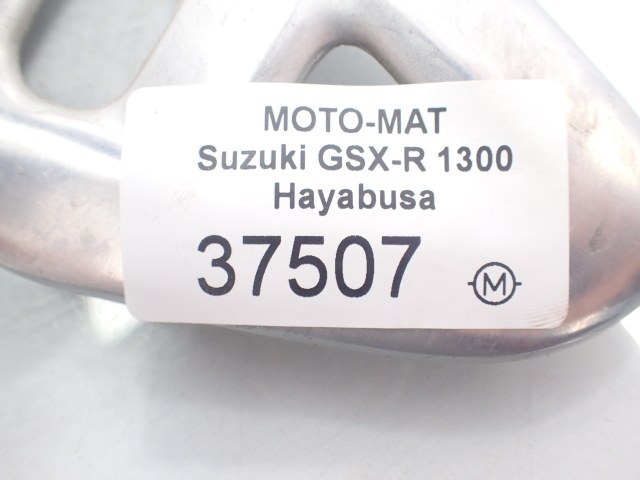 MOTO-MAT
Suzuki GSX-R 1300
Hayabusa
37507
M